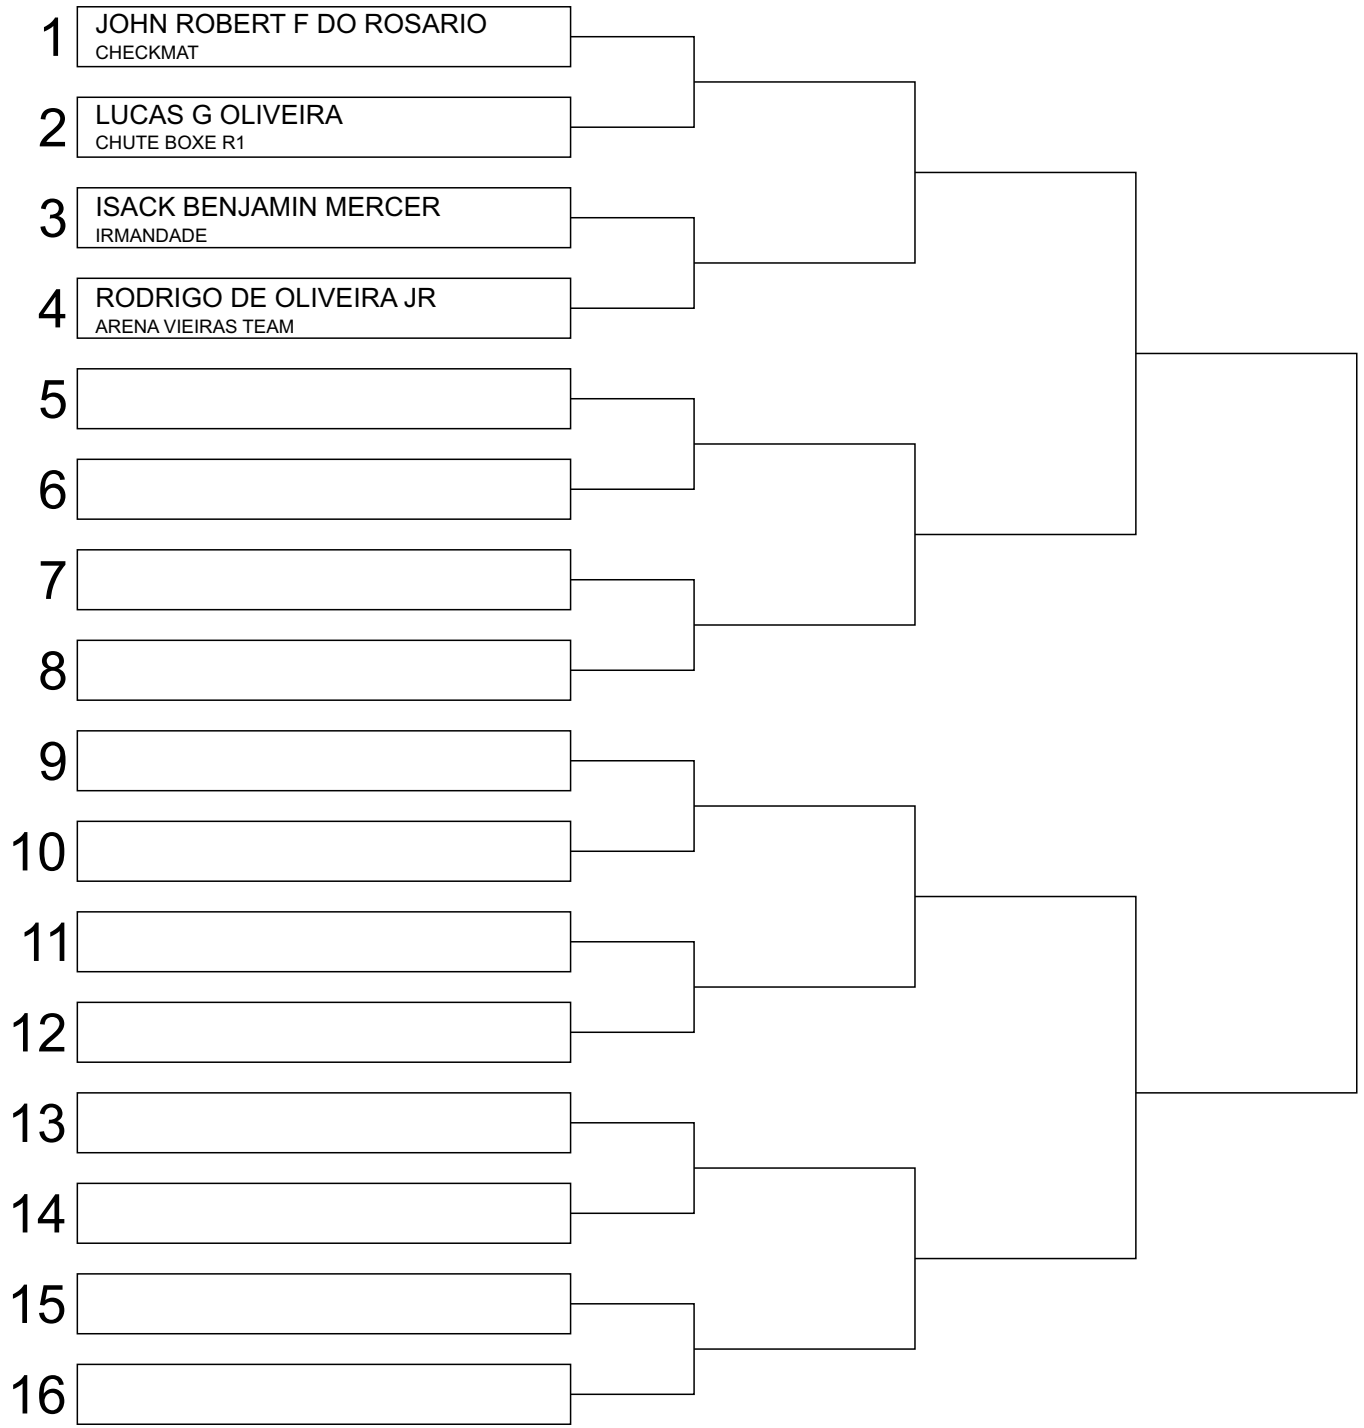 1
JOHN ROBERT F DO ROSARIO
CHECKMAT
2
LUCAS G OLIVEIRA
CHUTE BOXE R1
3
ISACK BENJAMIN MERCER
IRMANDADE
4
RODRIGO DE OLIVEIRA JR
ARENA VIEIRAS TEAM
5
6
7
8
9
10
11
12
13
14
15
16